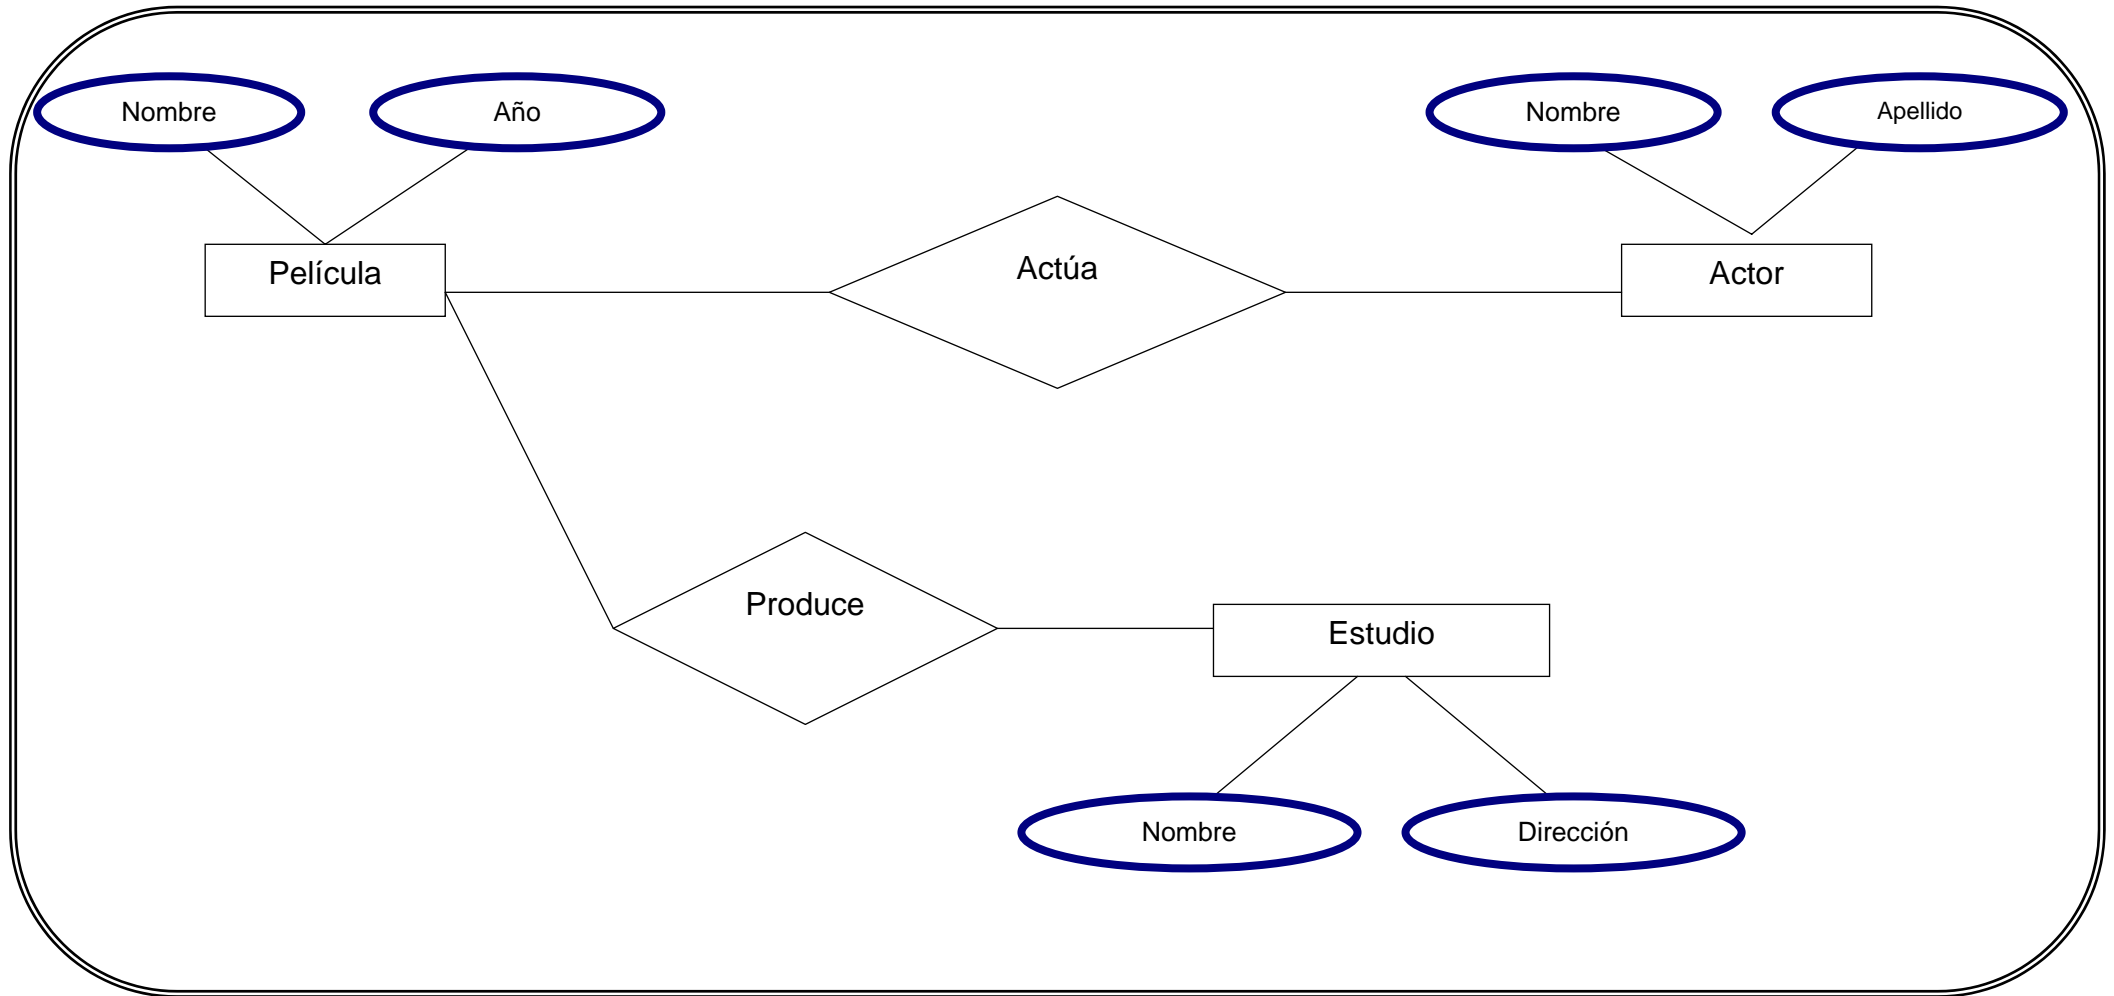 Nombre
Año
Nombre
Apellido
Película
Actúa
Actor
Produce
Estudio
Nombre
Dirección